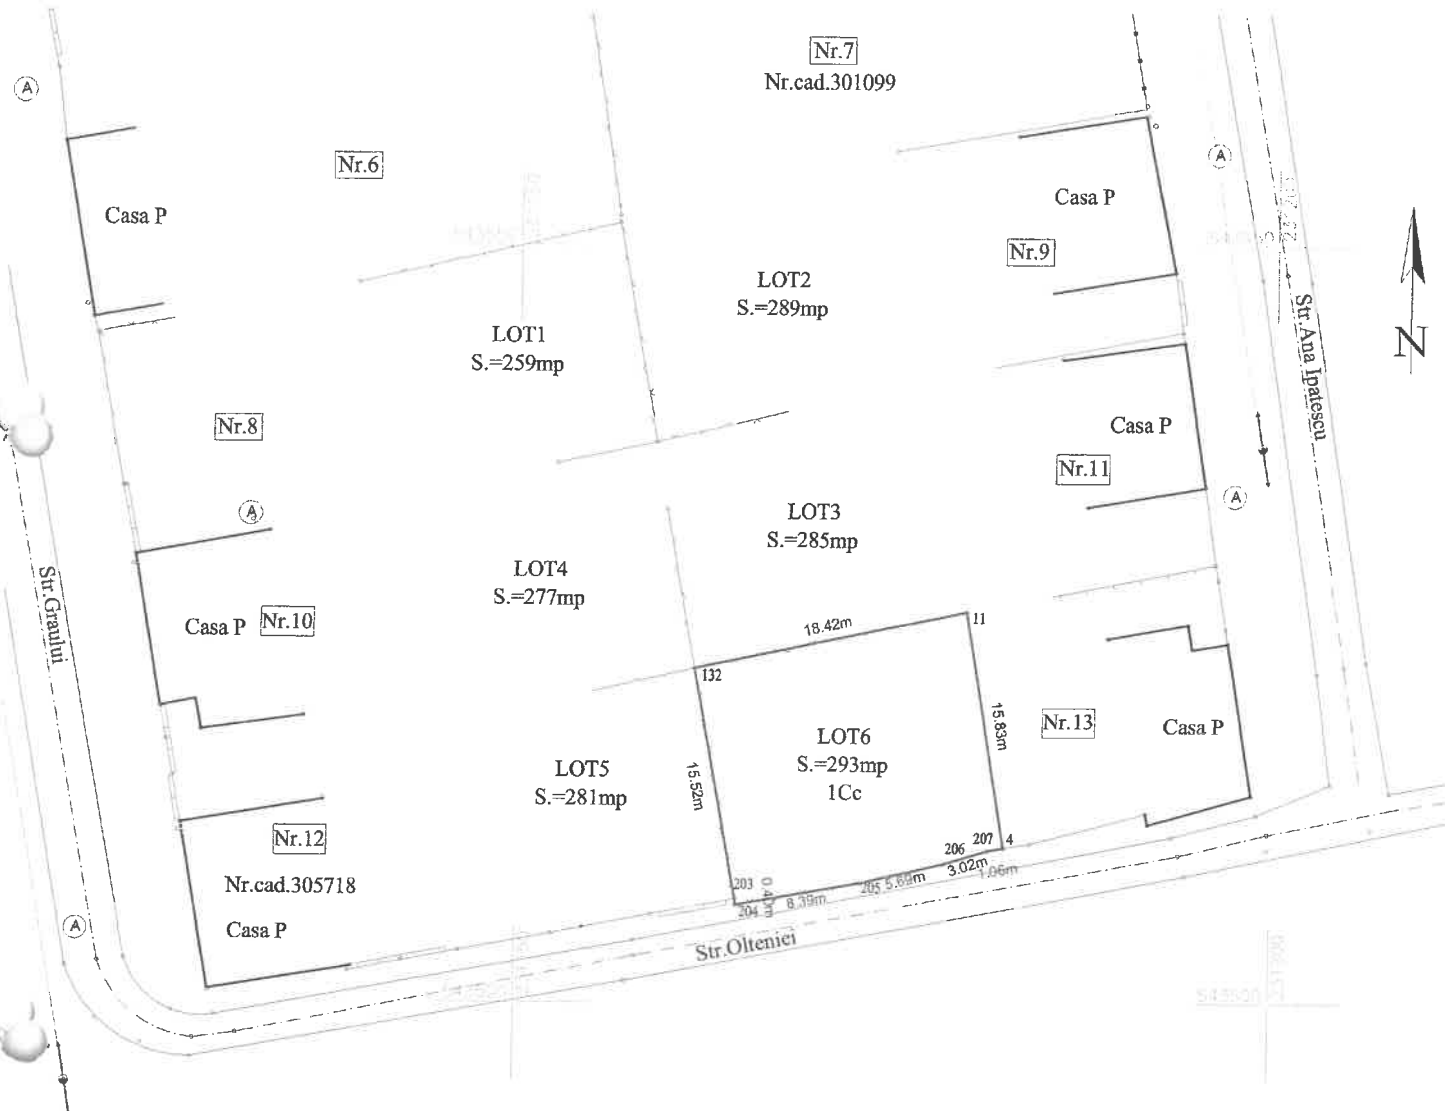 Nr.7
Nr.cad.301099
A
Nr.6
A
Casa P
Casa P
Nr.9
LOT2
S.=289mp
LOT1
S.=259mp
Str.Ana Ipatescu
N
Nr.8
Casa P
Nr.11
A
A
LOT3
S.=285mp
LOT4
S.=277mp
Str.Graului
Casa P
Nr.10
18.42m
11
132
15.83m
Nr.13
Casa P
LOT6
S.=293mp
1Cc
LOT5
S.=281mp
15.52m
Nr.12
Nr.cad.305718
Casa P
A
206
207
4
3.02m
1.06m
203
204
8.39m
205
5.69m
Str.Olteniei
543500